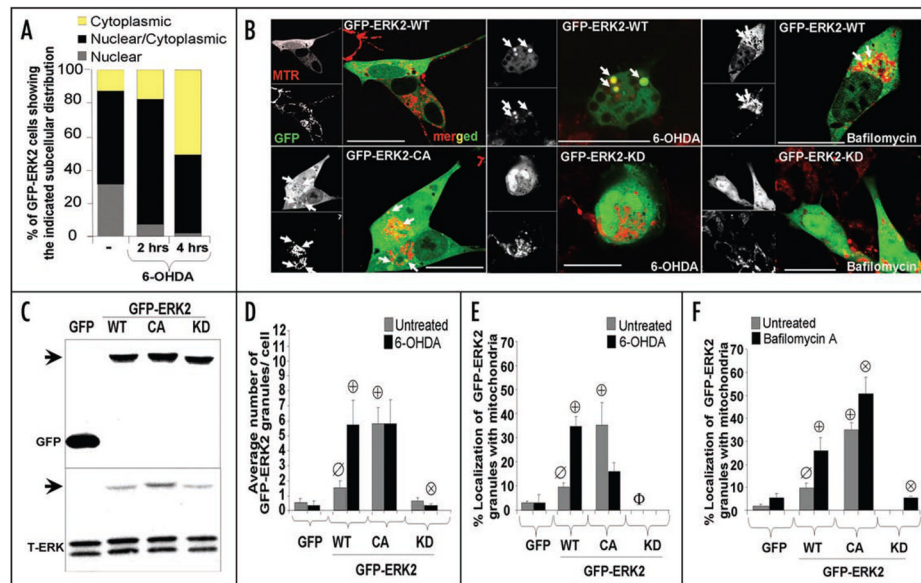 A
Cytoplasmic
Nuclear/Cytoplasmic
Nuclear
% of GFP-ERK2 cells showing
the indicated subcellular distribution
100
80
60
40
20
0
-
2 hrs
4 hrs
6-OHDA
B
GFP-ERK2-WT
MTR
GFP
merged
GFP-ERK2-WT
6-OHDA
GFP-ERK2-WT
Bafilomycin
GFP-ERK2-CA
GFP-ERK2-KD
6-OHDA
GFP-ERK2-KD
Bafilomycin
C
GFP-ERK2
GFP WT CA KD
GFP
T-ERK
D
Untreated
6-OHDA
Average number of
GFP-ERK2 granules/ cell
12
10
8
7
6
5
4
3
2
1
0
GFP WT CA KD
GFP-ERK2
E
Untreated
6-OHDA
% Localization of GFP-ERK2
granules with mitochondria
70
60
50
40
30
20
10
0
GFP WT CA KD
GFP-ERK2
F
Untreated
Bafilomycin A
% Localization of GFP-ERK2
granules with mitochondria
70
60
50
40
30
20
10
0
GFP WT CA KD
GFP-ERK2